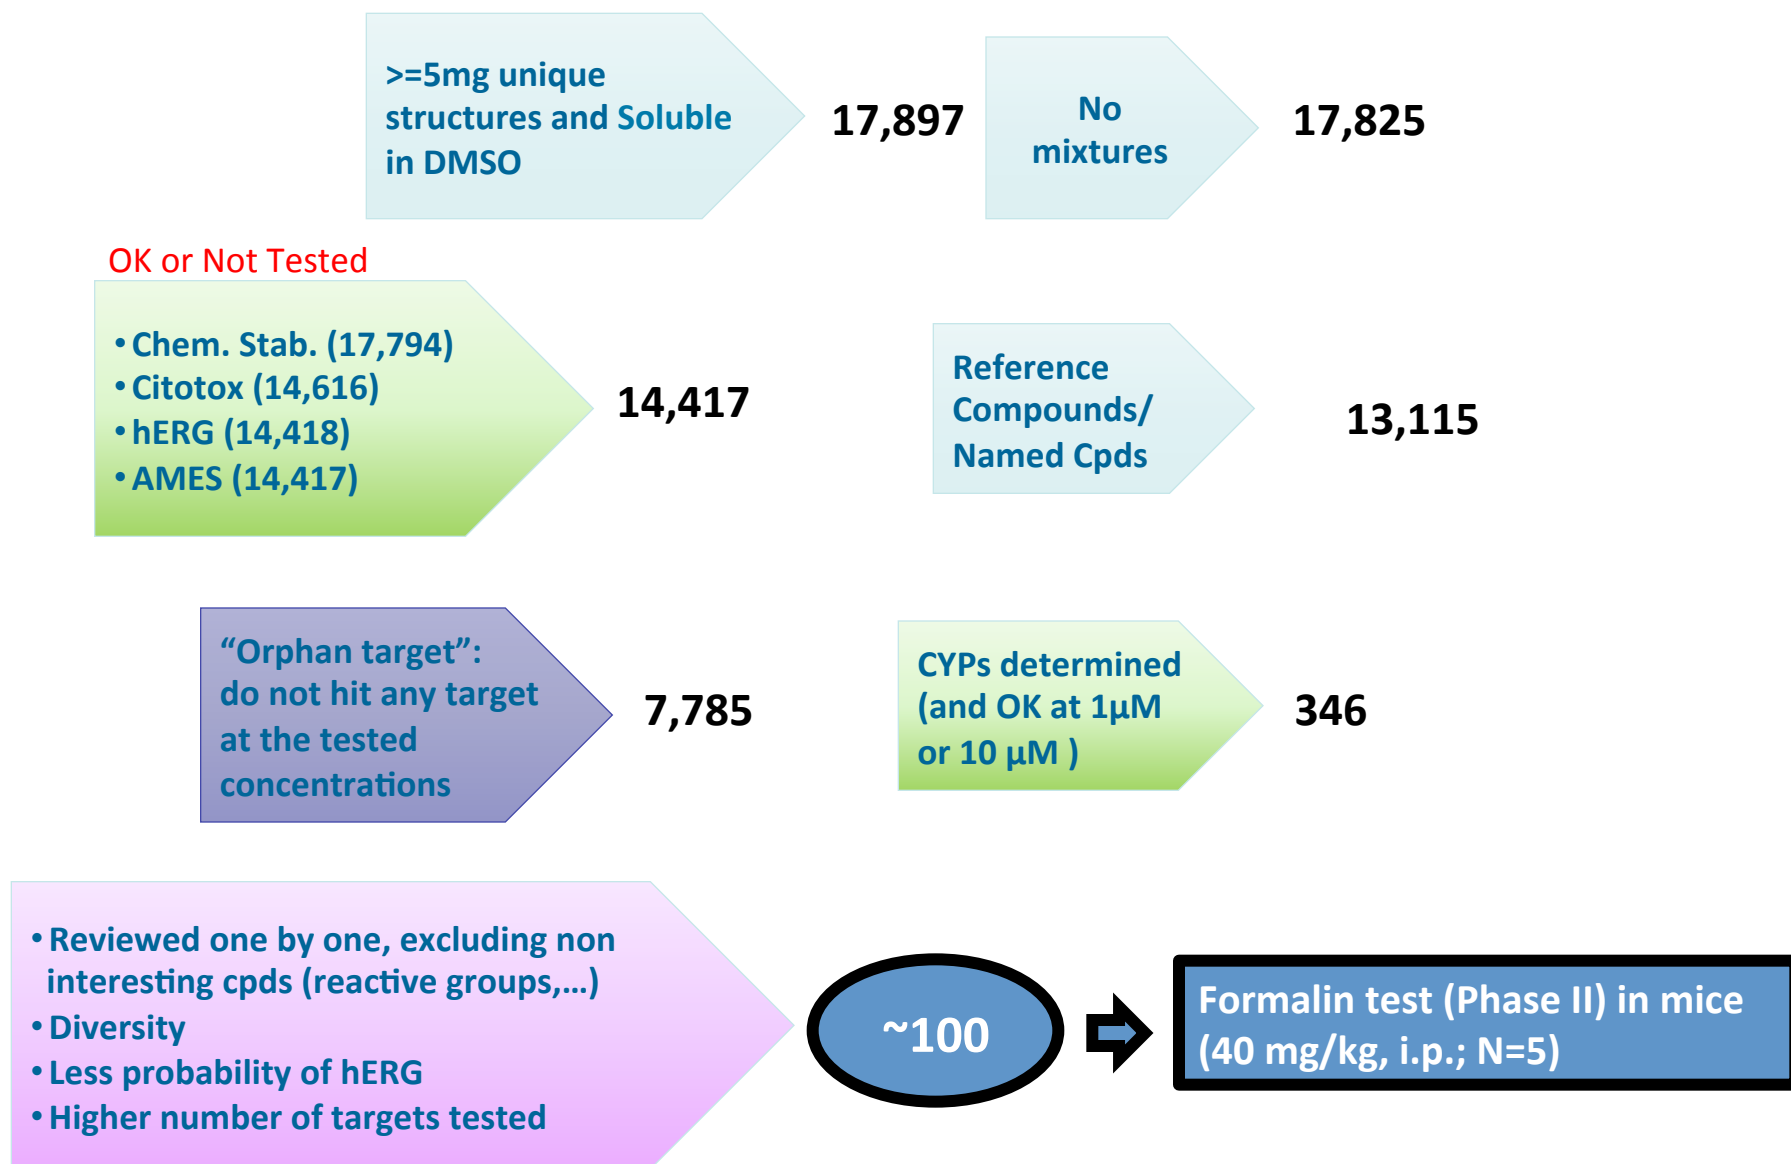 >=5mg unique
structures and Soluble
in DMSO
17,897
No
mixtures
17,825
OK or Not Tested
• Chem. Stab. (17,794)
• Citotox (14,616)
• hERG (14,418)
• AMES (14,417)
14,417
Reference
Compounds/
Named Cpds
13,115
“Orphan target”:
do not hit any target
at the tested
concentrations
7,785
CYPs determined
(and OK at 1μM
or 10 μM )
346
• Reviewed one by one, excluding non
interesting cpds (reactive groups,...)
• Diversity
• Less probability of hERG
• Higher number of targets tested
~100
Formalin test (Phase II) in mice
(40 mg/kg, i.p.; N=5)